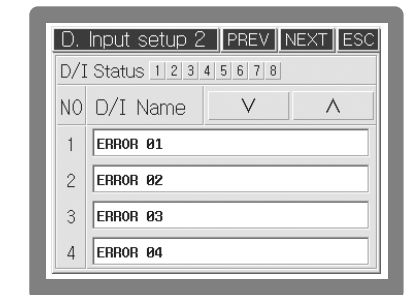 D. Input setup 2 PREV NEXT ESC
D/I Status 1 2 3 4 5 6 7 8
NO D/I Name ∨ ∧
1 ERROR 01
2 ERROR 02
3 ERROR 03
4 ERROR 04